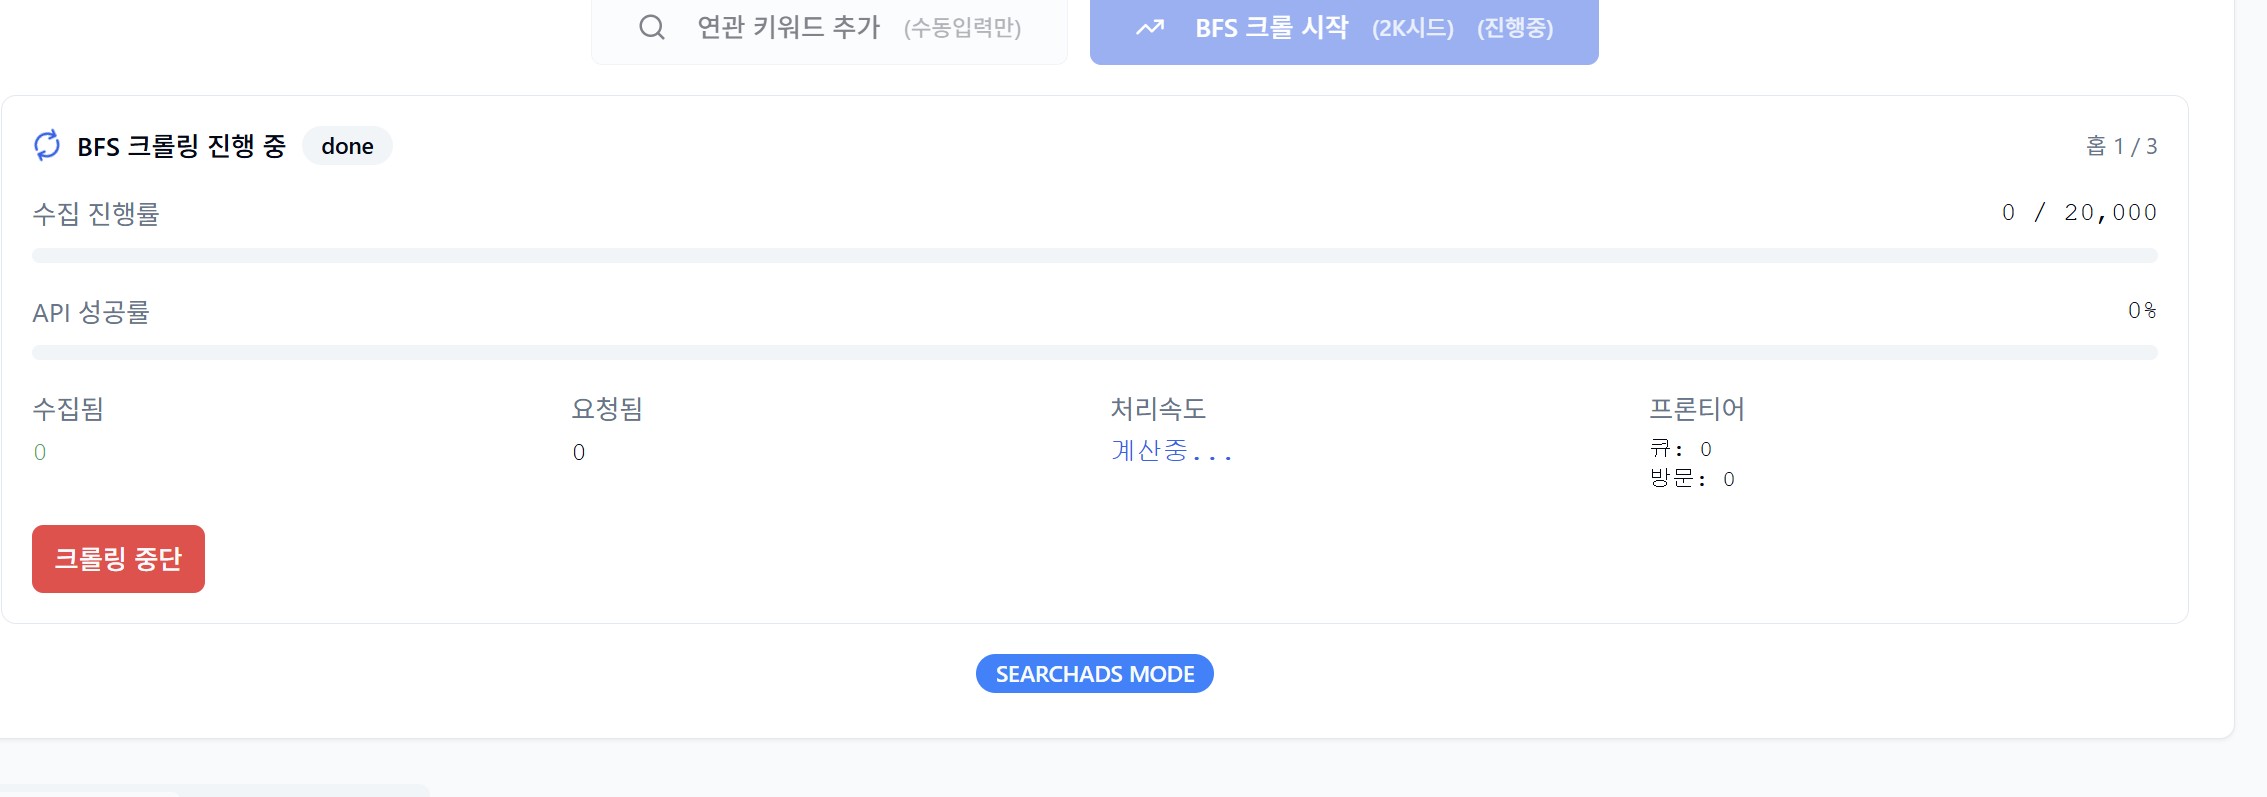 연관 키워드 추가 (수동입력만)
BFS 크롤 시작 (2K시드) (진행중)
BFS 크롤링 진행 중 done
홉 1 / 3
수집 진행률
0 / 20,000
API 성공률
0%
수집됨
0
요청됨
0
처리속도
계산중...
프론티어
큐: 0
방문: 0
크롤링 중단
SEARCHADS MODE